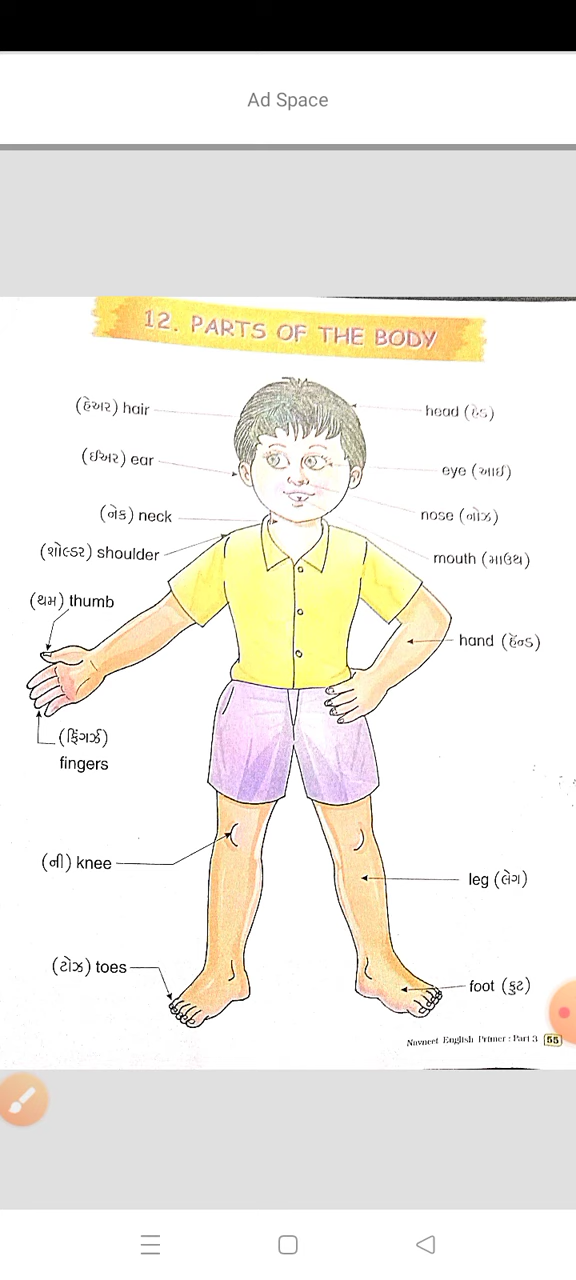 Ad Space
12. PARTS OF THE BODY
(હેઅર) hair
head (હેડ)
(ઈઅર) ear
eye (આઈ)
(નેક) neck
nose (નોઝ)
(શોલ્ડર) shoulder
mouth (માઉથ)
(થમ) thumb
hand (હૅન્ડ)
(ફિંગર્ઝ)
fingers
(ની) knee
leg (લેગ)
(ટોઝ) toes
foot (ફુટ)
Navneet English Primer : Part 3 55